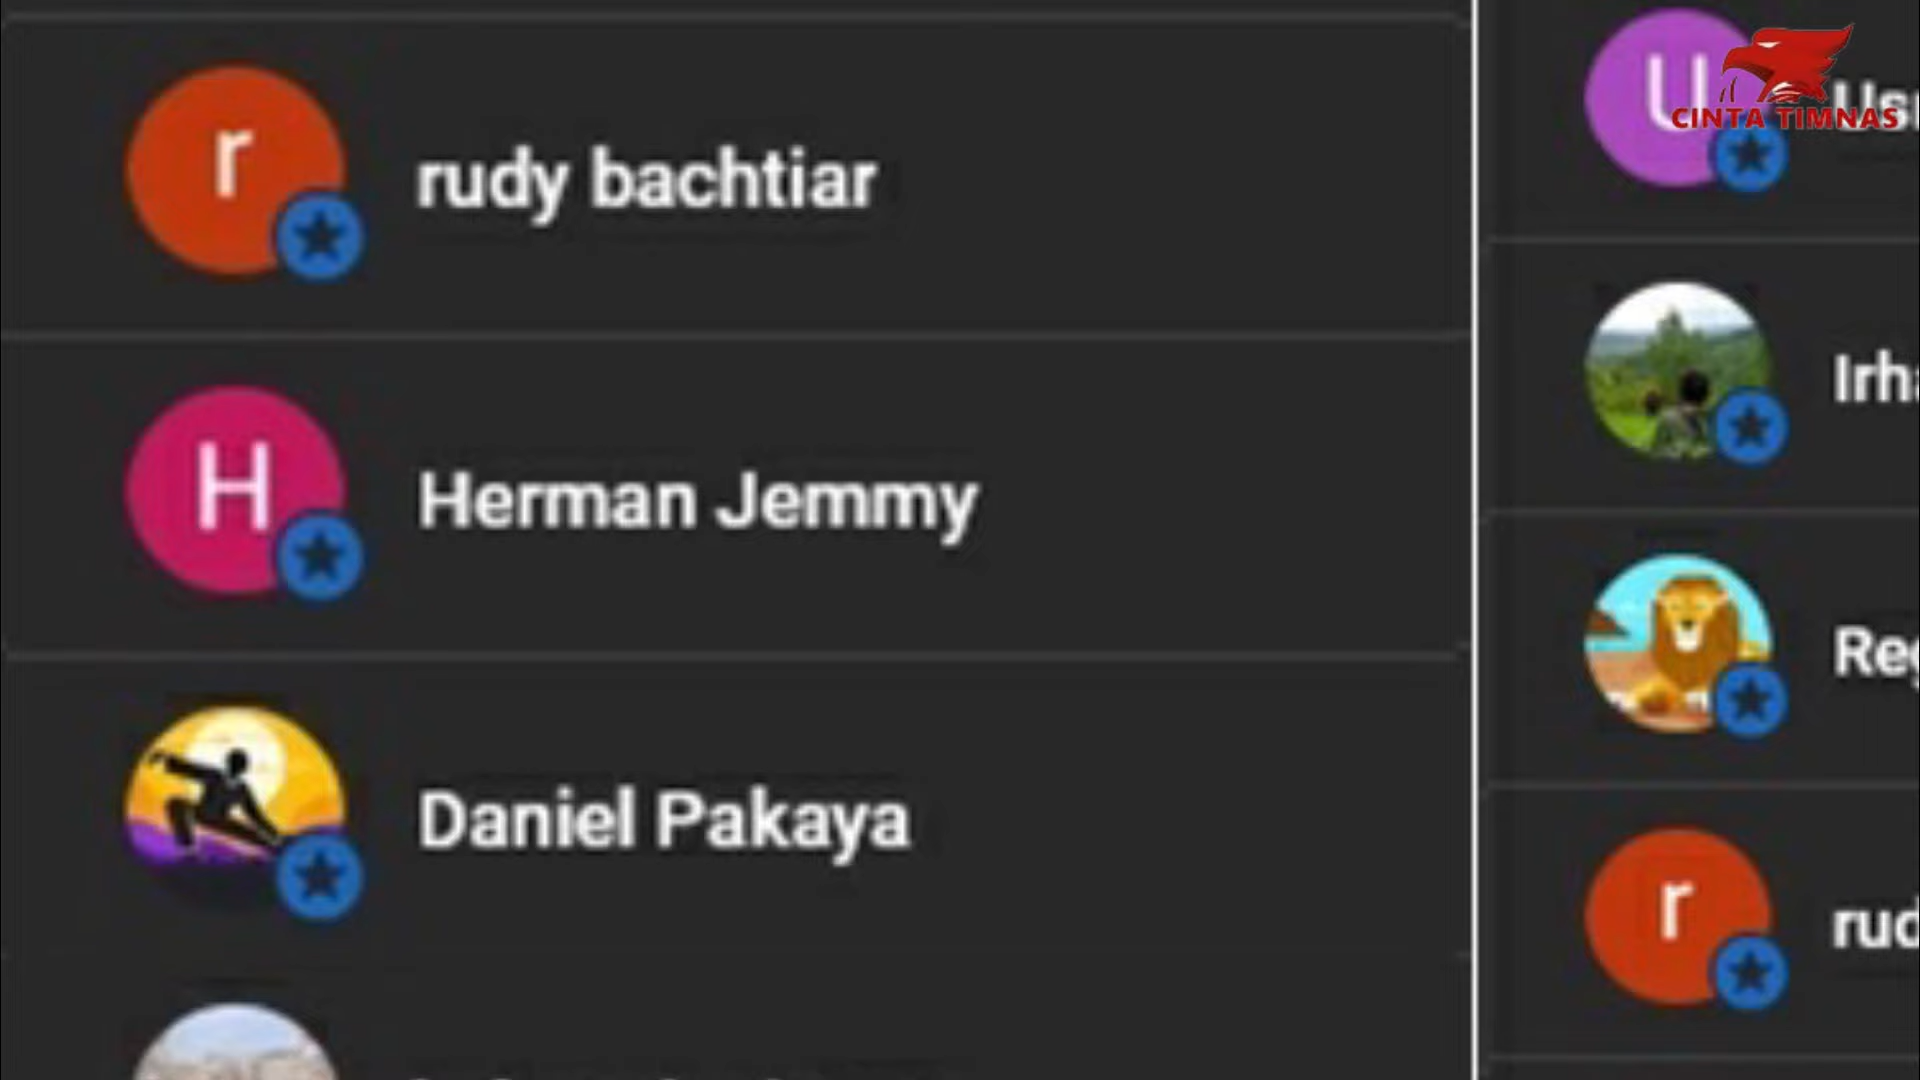 r
rudy bachtiar
H
Herman Jemmy
Daniel Pakaya
U
CINTA TIMNAS
r